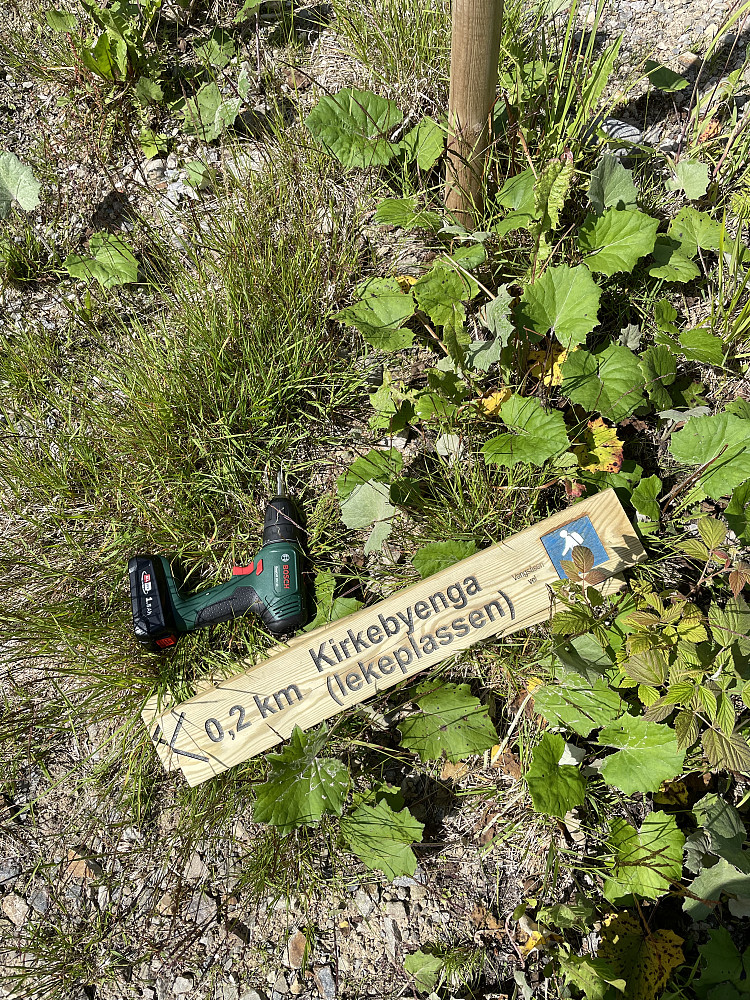 Kirkebyenga
0,2 km (lekeplassen)
BOSCH